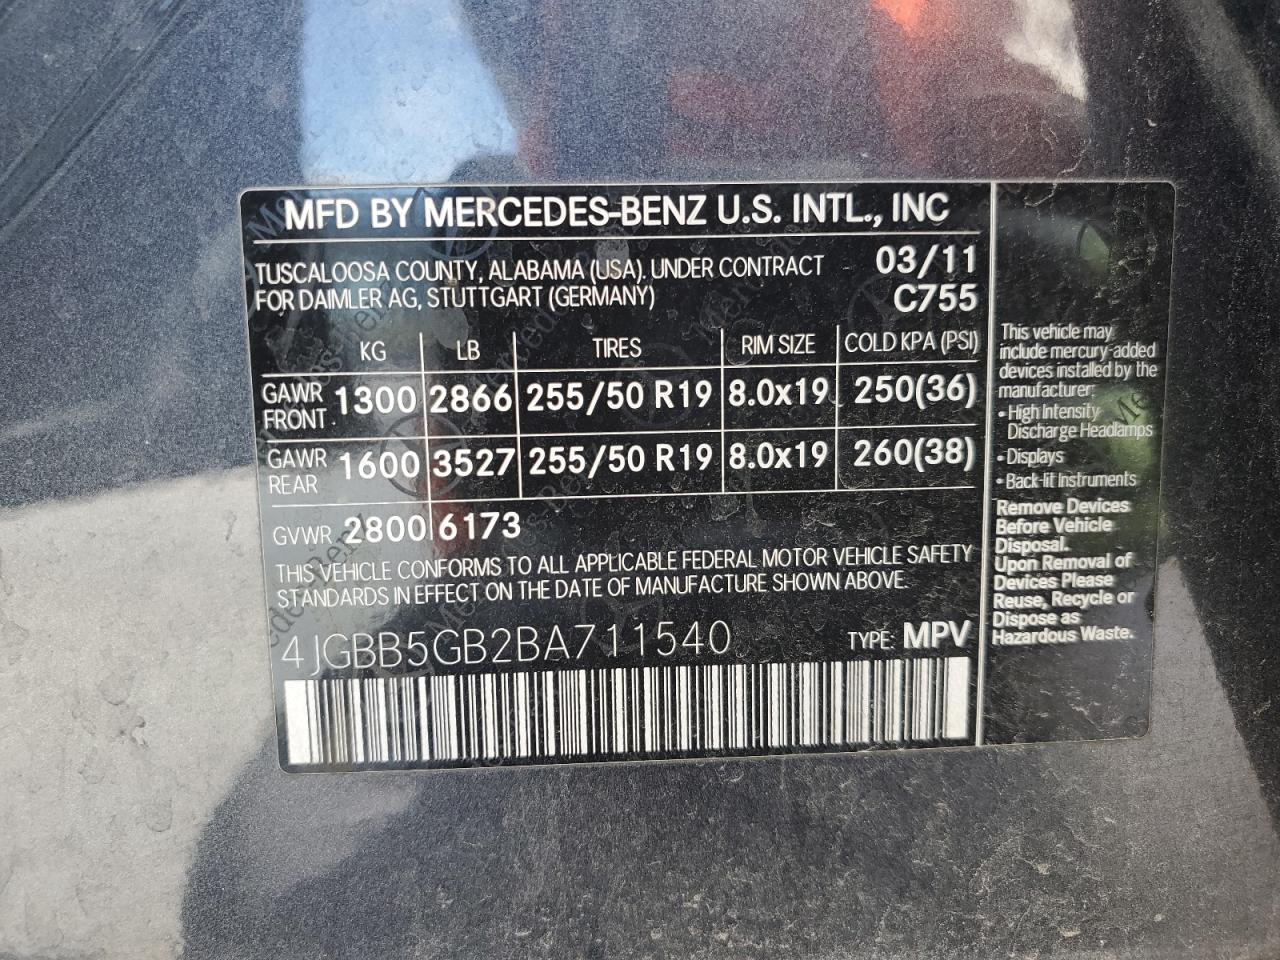 MFD BY MERCEDES-BENZ U.S. INTL., INC
TUSCALOOSA COUNTY, ALABAMA (USA). UNDER CONTRACT
FOR DAIMLER AG, STUTTGART (GERMANY)
03/11
C755
KG LB TIRES RIM SIZE COLD KPA (PSI)
GAWR FRONT 1300 2866 255/50 R19 8.0x19 250(36)
GAWR REAR 1600 3527 255/50 R19 8.0x19 260(38)
GVWR 2800 6173
THIS VEHICLE CONFORMS TO ALL APPLICABLE FEDERAL MOTOR VEHICLE SAFETY
STANDARDS IN EFFECT ON THE DATE OF MANUFACTURE SHOWN ABOVE.
4JGBB5GB2BA711540 TYPE: MPV
This vehicle may
include mercury-added
devices installed by the
manufacturer:
• High Intensity
Discharge Headlamps
• Displays
• Back-lit Instruments
Remove Devices
Before Vehicle
Disposal.
Upon Removal of
Devices Please
Reuse, Recycle or
Dispose as
Hazardous Waste.